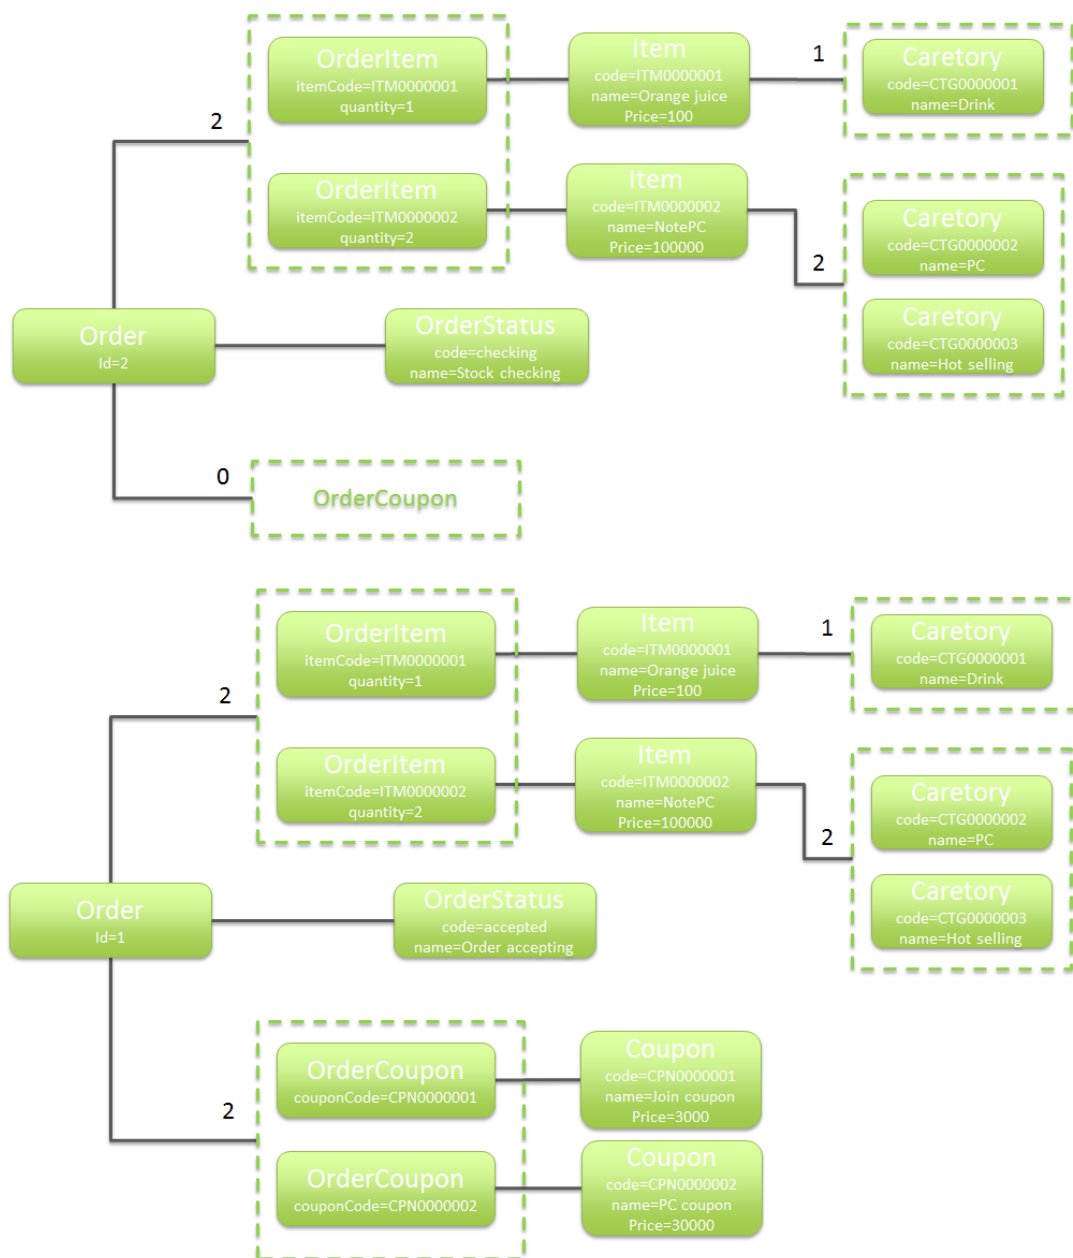 OrderItem
itemCode=ITM0000001
quantity=1
Item
code=ITM0000001
name=Orange juice
Price=100
1
Caretory
code=CTG0000001
name=Drink
2
OrderItem
itemCode=ITM0000002
quantity=2
Item
code=ITM0000002
name=NotePC
Price=100000
2
Caretory
code=CTG0000002
name=PC
Caretory
code=CTG0000003
name=Hot selling
Order
Id=2
OrderStatus
code=checking
name=Stock checking
0
OrderCoupon
OrderItem
itemCode=ITM0000001
quantity=1
Item
code=ITM0000001
name=Orange juice
Price=100
1
Caretory
code=CTG0000001
name=Drink
2
OrderItem
itemCode=ITM0000002
quantity=2
Item
code=ITM0000002
name=NotePC
Price=100000
2
Caretory
code=CTG0000002
name=PC
Caretory
code=CTG0000003
name=Hot selling
Order
Id=1
OrderStatus
code=accepted
name=Order accepting
2
OrderCoupon
couponCode=CPN0000001
Coupon
code=CPN0000001
name=Join coupon
Price=3000
OrderCoupon
couponCode=CPN0000002
Coupon
code=CPN0000002
name=PC coupon
Price=30000